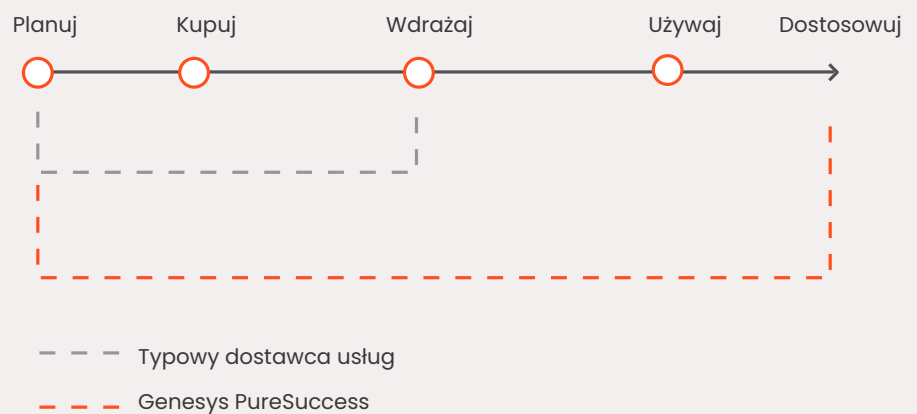 Planuj Kupuj Wdrażaj Używaj Dostosowuj
Typowy dostawca usług
Genesys PureSuccess